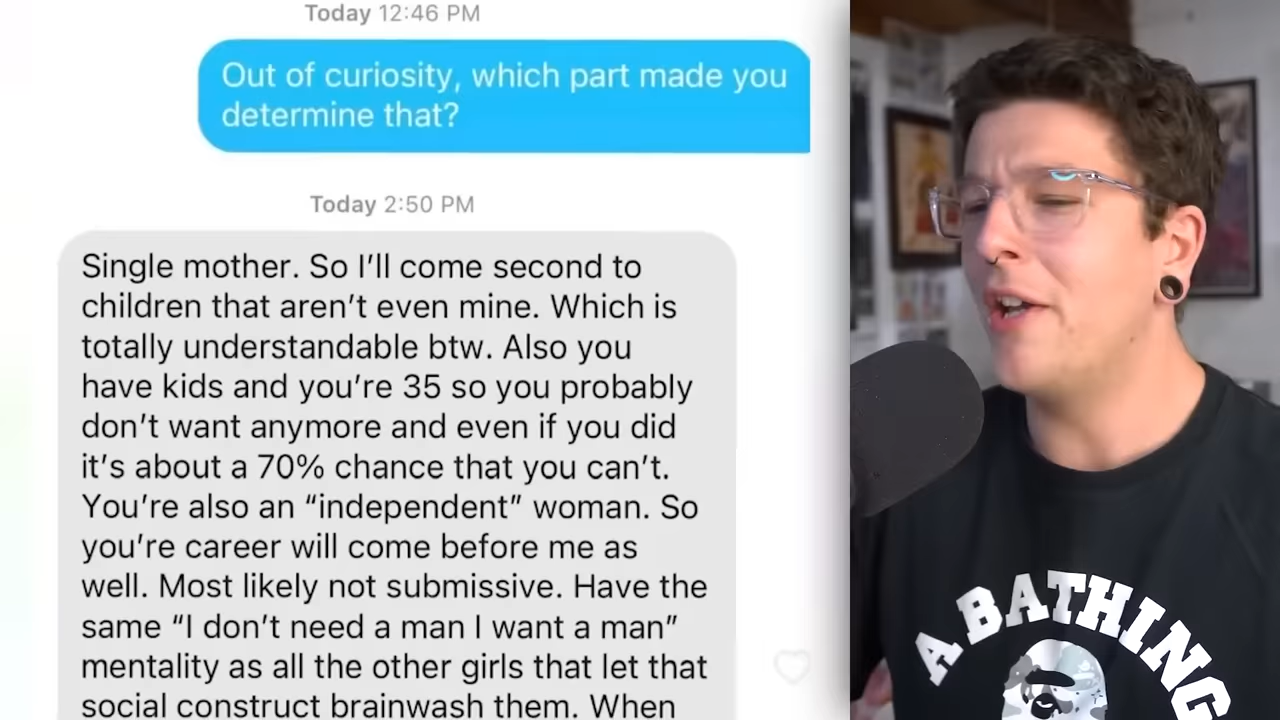 Today 12:46 PM
Out of curiosity, which part made you
determine that?
Today 2:50 PM
Single mother. So I'll come second to
children that aren't even mine. Which is
totally understandable btw. Also you
have kids and you're 35 so you probably
don't want anymore and even if you did
it's about a 70% chance that you can't.
You're also an “independent” woman. So
you're career will come before me as
well. Most likely not submissive. Have the
same “I don't need a man I want a man”
mentality as all the other girls that let that
social construct brainwash them. When
A BATHING